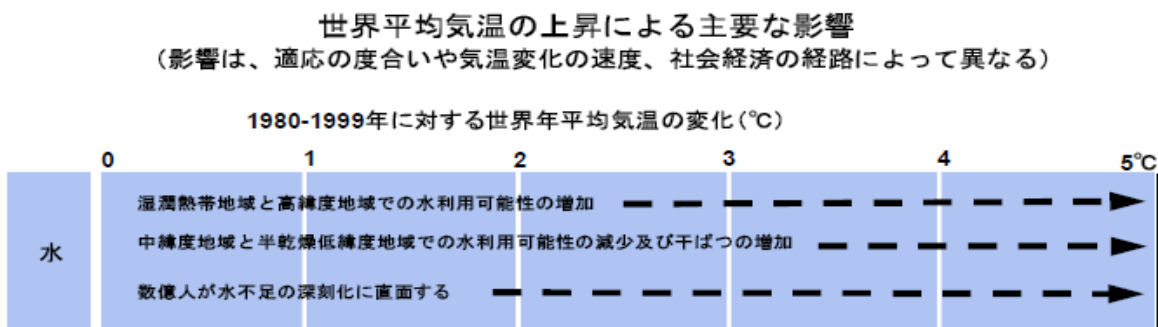 世界平均気温の上昇による主要な影響
(影響は、適応の度合いや気温変化の速度、社会経済の経路によって異なる)
1980-1999年に対する世界年平均気温の変化(℃)
0 1 2 3 4 5℃
水
湿潤熱帯地域と高緯度地域での水利用可能性の増加
中緯度地域と半乾燥低緯度地域での水利用可能性の減少及び干ばつの増加
数億人が水不足の深刻化に直面する